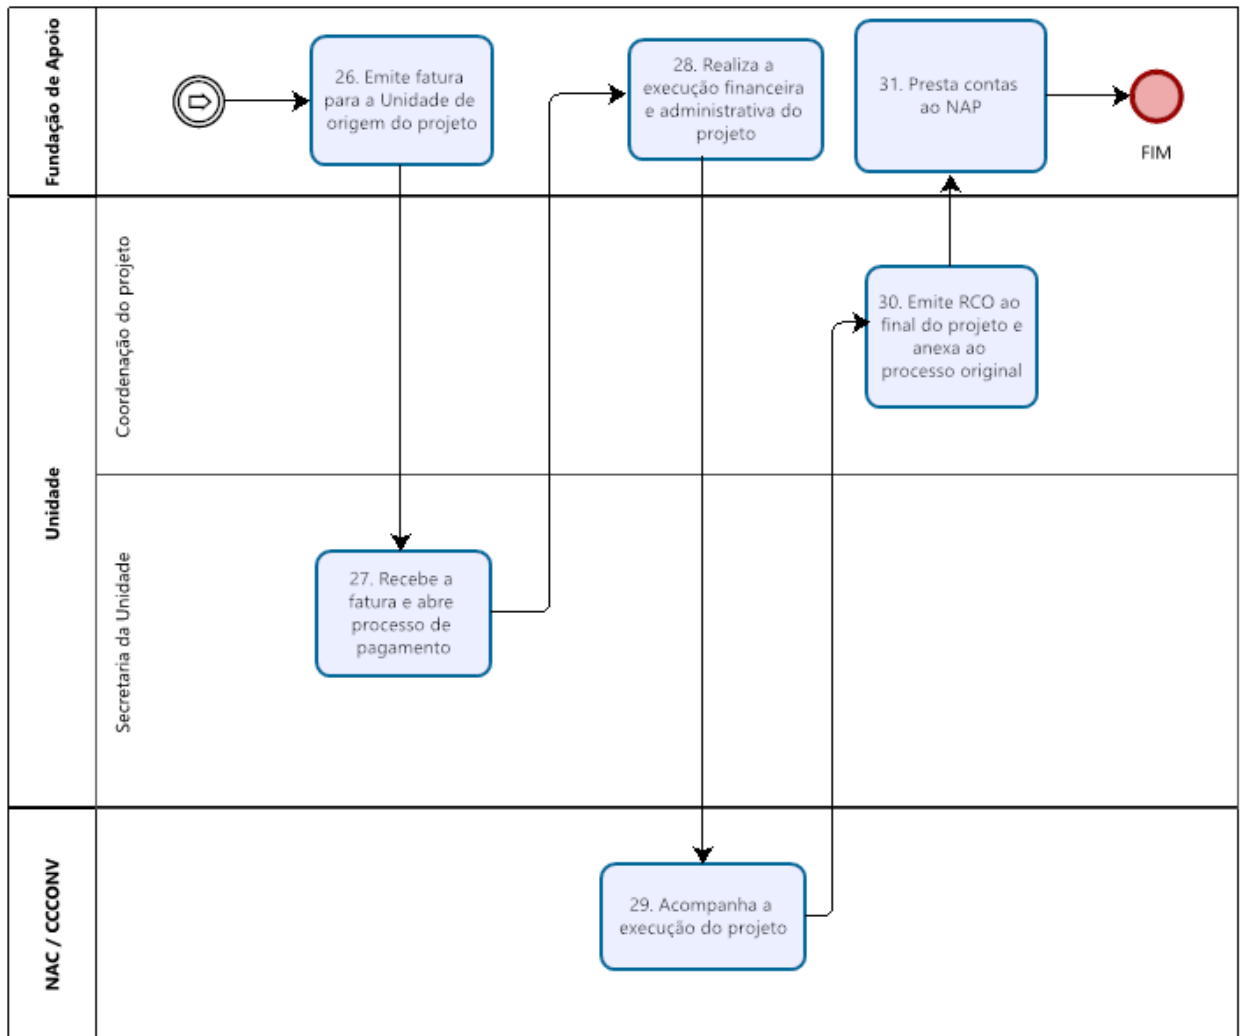 Fundação de Apoio
26. Emite fatura
para a Unidade de
origem do projeto
28. Realiza a
execução financeira
e administrativa do
projeto
31. Presta contas
ao NAP
FIM
Unidade
Coordenação do projeto
30. Emite RCO ao
final do projeto e
anexa ao
processo original
Secretaria da Unidade
27. Recebe a
fatura e abre
processo de
pagamento
NAC / CCCONV
29. Acompanha a
execução do projeto